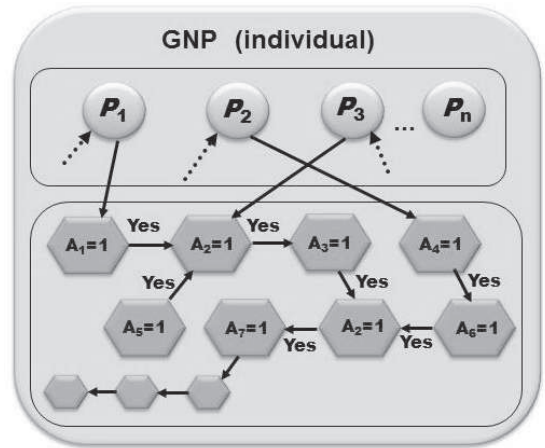 GNP (individual)
P1 P2 P3 ... Pn
A1=1 Yes A2=1 Yes A3=1 A4=1
Yes Yes Yes
A5=1 A7=1 Yes A2=1 Yes A6=1